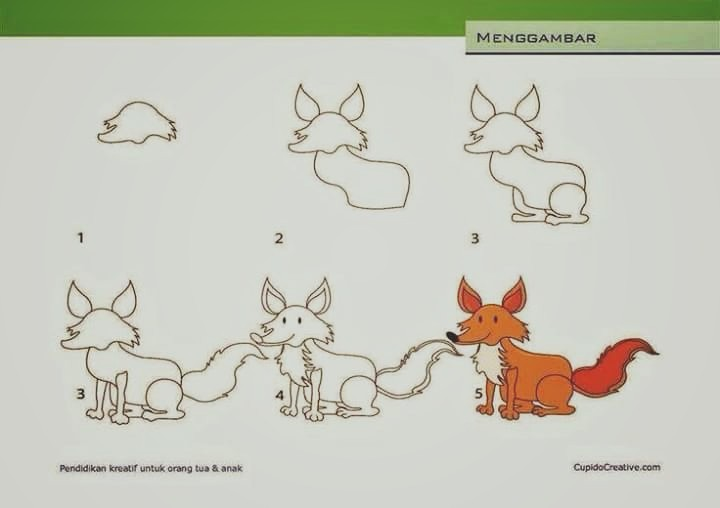 MENGGAMBAR
1
2
3
3
4
5
Pendidikan kreatif untuk orang tua & anak
CupidoCreative.com